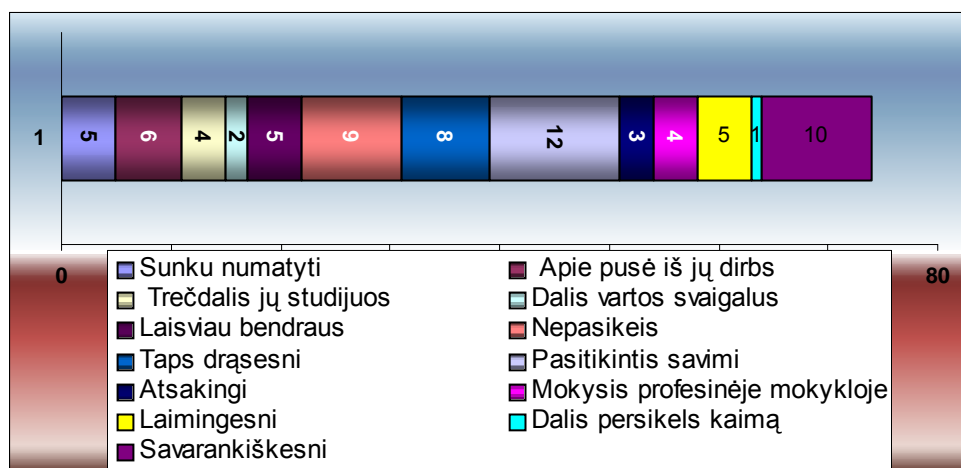 1
5 6 4 2 5 9 8 12 3 4 5 1 10
0 80
Sunku numatyti Apie pusė iš jų dirbs
Trečdalis jų studijuos Dalis vartos svaigalus
Laisviau bendraus Nepasikeis
Taps drąsesni Pasitikintis savimi
Atsakingi Mokysis profesinėje mokykloje
Laimingesni Dalis persikels kaimą
Savarankiškesni